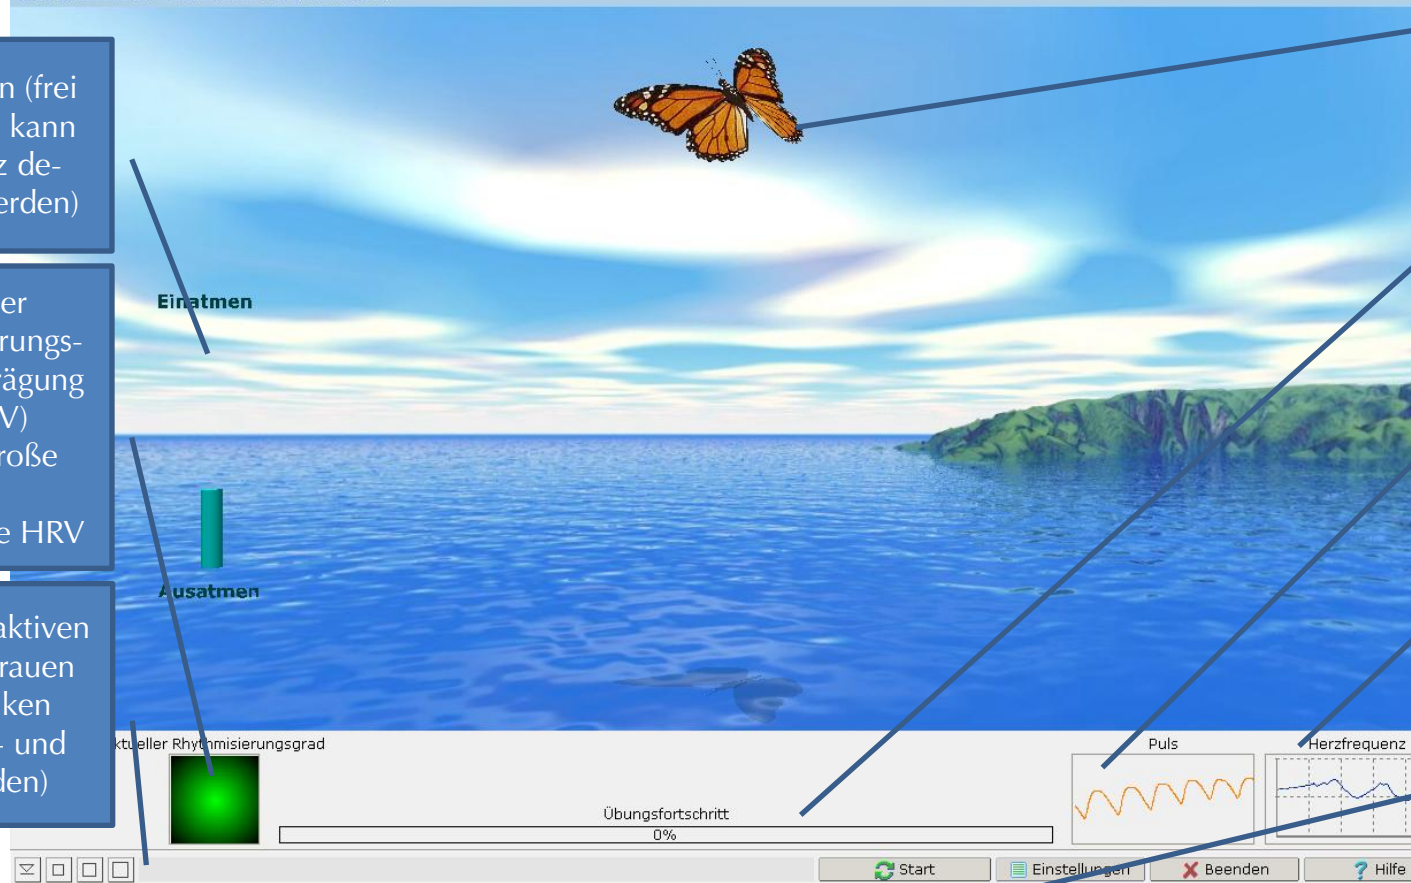 n (frei
kann
z de-
erden)
er
rungs-
rägung
V)
roße
e HRV
aktiven
rauen
ken
- und
den)
Einatmen
Ausatmen
ktueller Rhythmisierungsgrad
Übungsfortschritt
0%
Puls
Herzfrequenz
Start
Einstellungen
Beenden
Hilfe